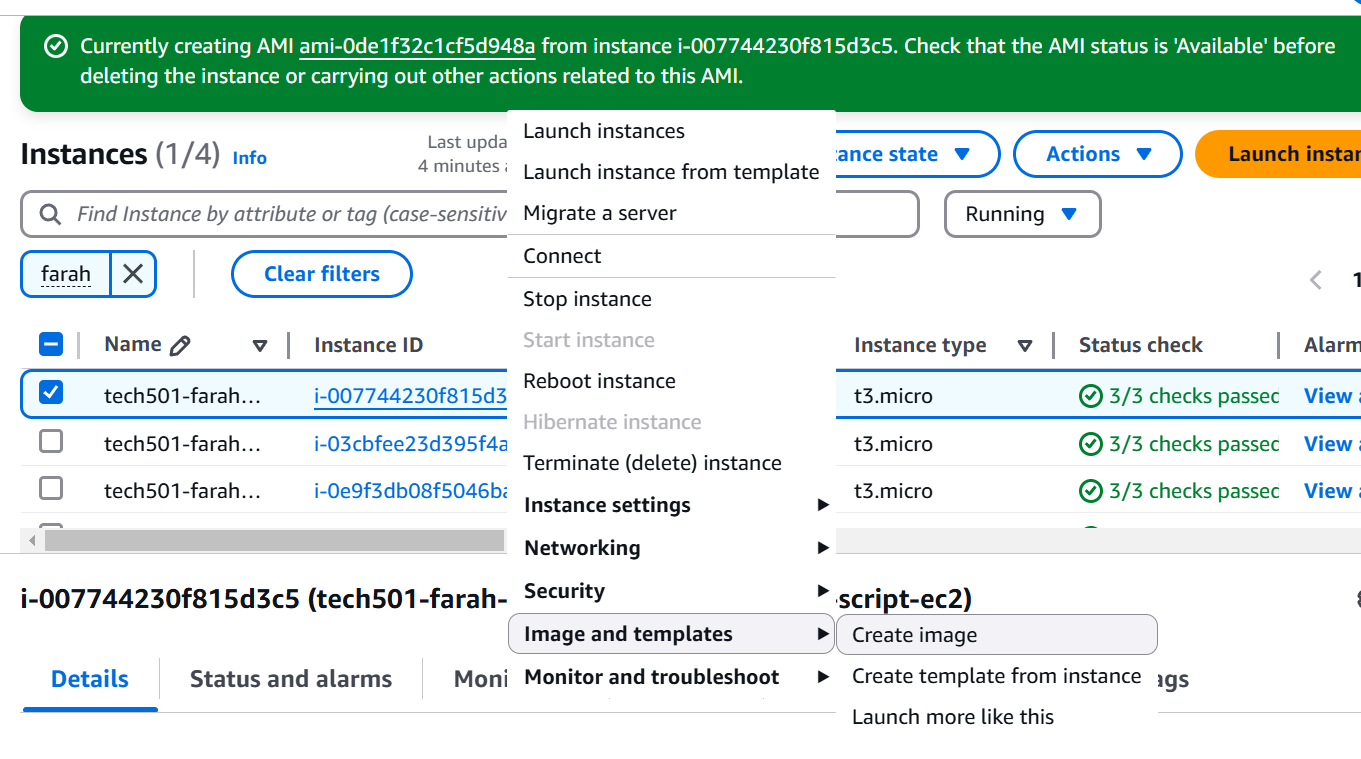 Currently creating AMI ami-0de1f32c1cf5d948a from instance i-007744230f815d3c5. Check that the AMI status is 'Available' before
deleting the instance or carrying out other actions related to this AMI.
Instances (1/4) Info
Last upda
4 minutes
ance state
Actions
Launch instan
Find Instance by attribute or tag (case-sensitiv
Running
farah
Clear filters
1
Name
Instance ID
Instance type
Status check
Alarm
tech501-farah… i-007744230f815d3 t3.micro 3/3 checks passed View a
tech501-farah… i-03cbfee23d395f4a t3.micro 3/3 checks passed View a
tech501-farah… i-0e9f3db08f5046ba t3.micro 3/3 checks passed View a
i-007744230f815d3c5 (tech501-farah- -script-ec2)
Details
Status and alarms
Moni
ags
Launch instances
Launch instance from template
Migrate a server
Connect
Stop instance
Start instance
Reboot instance
Hibernate instance
Terminate (delete) instance
Instance settings
Networking
Security
Image and templates
Monitor and troubleshoot
Create image
Create template from instance
Launch more like this